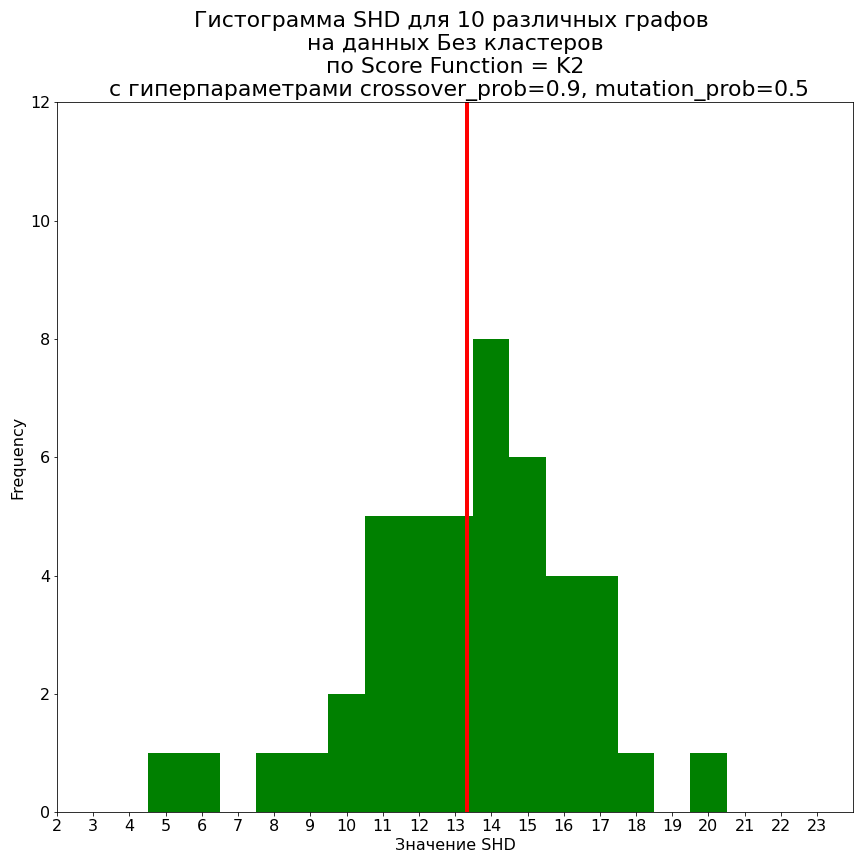 Гистограмма SHD для 10 различных графов
на данных Без кластеров
по Score Function = K2
с гиперпараметрами crossover_prob=0.9, mutation_prob=0.5
12
10
8
6
4
2
0
Frequency
2 3 4 5 6 7 8 9 10 11 12 13 14 15 16 17 18 19 20 21 22 23
Значение SHD